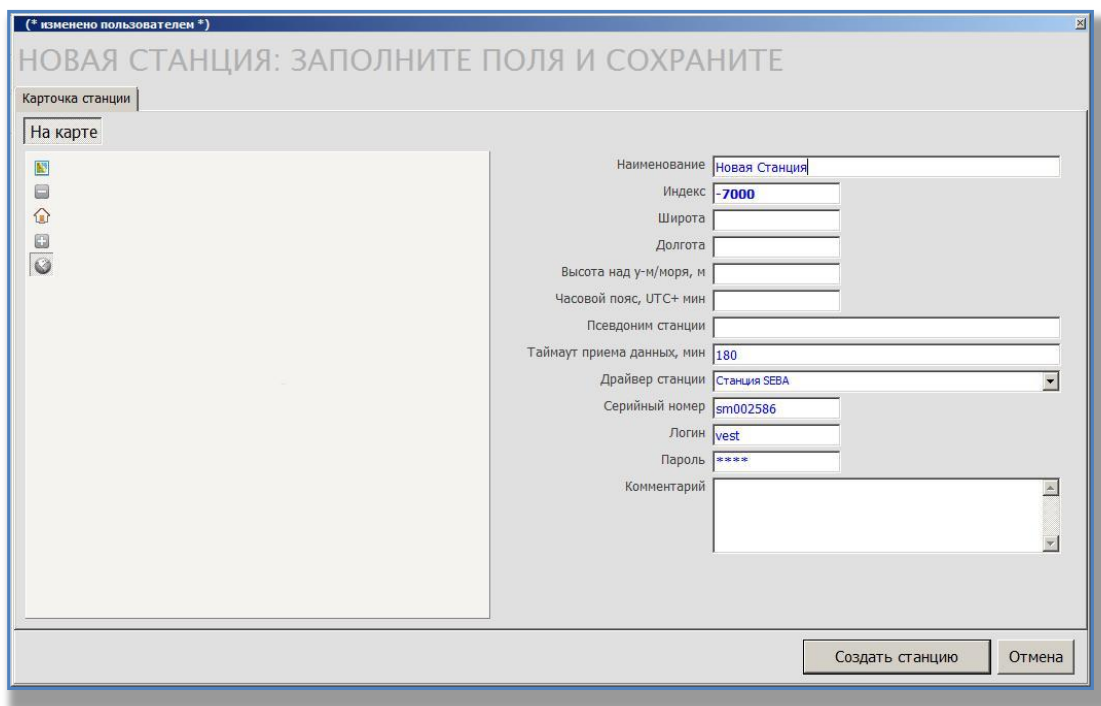 (* изменено пользователем *)
НОВАЯ СТАНЦИЯ: ЗАПОЛНИТЕ ПОЛЯ И СОХРАНИТЕ
Карточка станции
На карте
Наименование Новая Станция
Индекс -7000
Широта
Долгота
Высота над у-м/моря, м
Часовой пояс, UTC+ мин
Псевдоним станции
Таймаут приема данных, мин 180
Драйвер станции Станция SEBA
Серийный номер sm002586
Логин vest
Пароль ****
Комментарий
Создать станцию Отмена